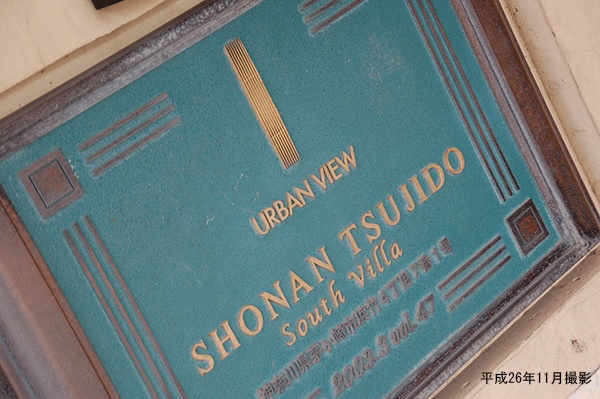 URBAN VIEW
SHONAN TSUJIDO
South Villa
2002.3 vol.47
平成26年11月撮影